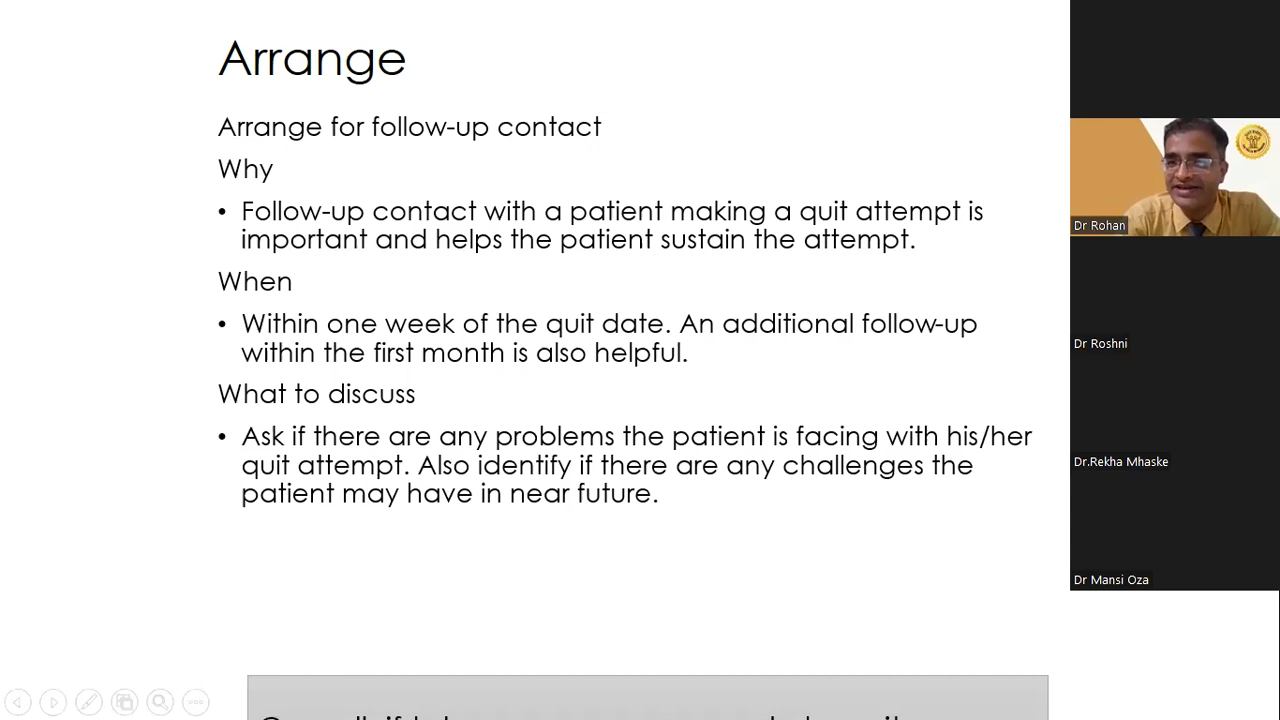 Arrange
Arrange for follow-up contact
Why
• Follow-up contact with a patient making a quit attempt is
important and helps the patient sustain the attempt.
When
• Within one week of the quit date. An additional follow-up
within the first month is also helpful.
What to discuss
• Ask if there are any problems the patient is facing with his/her
quit attempt. Also identify if there are any challenges the
patient may have in near future.
Dr Rohan
Dr Roshni
Dr.Rekha Mhaske
Dr Mansi Oza